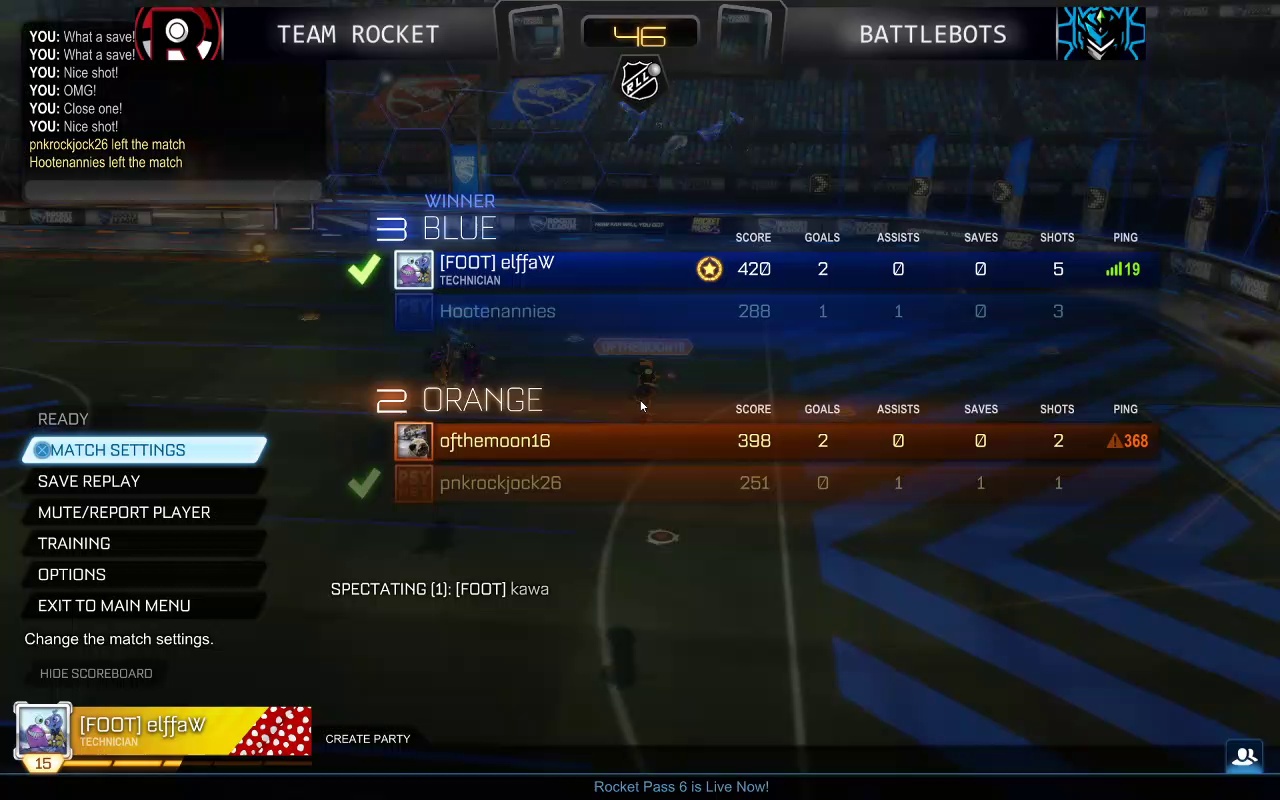 TEAM ROCKET
46
BATTLEBOTS
RLL
YOU: What a save!
YOU: What a save!
YOU: Nice shot!
YOU: OMG!
YOU: Close one!
YOU: Nice shot!
pnkrockjock26 left the match
Hootenannies left the match
WINNER
3 BLUE
SCORE GOALS ASSISTS SAVES SHOTS PING
[FOOT] elffaW
TECHNICIAN
420 2 0 0 5 19
Hootenannies 288 1 1 0 3
OFTHEMOON16
2 ORANGE
SCORE GOALS ASSISTS SAVES SHOTS PING
ofthemoon16 398 2 0 0 2 368
pnkrockjock26 251 0 1 1 1
READY
MATCH SETTINGS
SAVE REPLAY
MUTE/REPORT PLAYER
TRAINING
OPTIONS
EXIT TO MAIN MENU
Change the match settings.
HIDE SCOREBOARD
SPECTATING (1): [FOOT] kawa
[FOOT] elffaW
TECHNICIAN
15
CREATE PARTY
Rocket Pass 6 is Live Now!